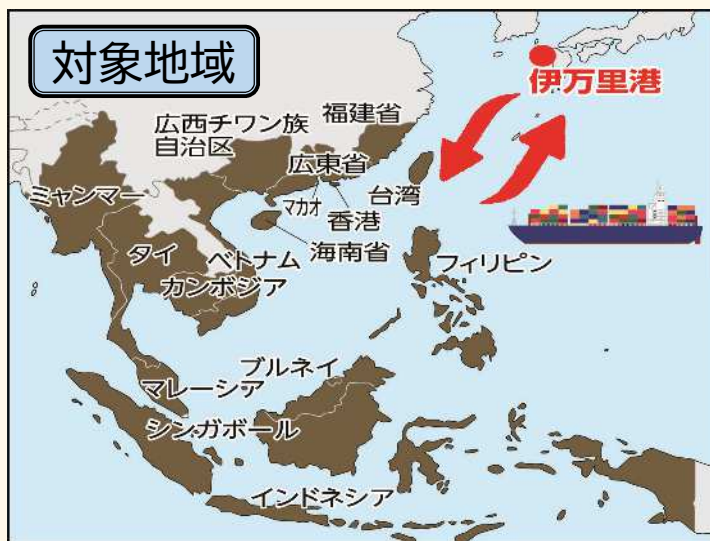 対象地域
伊万里港
福建省
広西チワン族
自治区
広東省
台湾
ミャンマー
マカオ
香港
海南省
タイ
ベトナム
カンボジア
フィリピン
ブルネイ
マレーシア
シンガポール
インドネシア